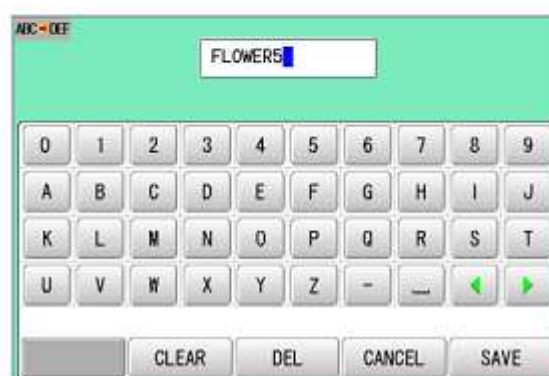 ABC➡DEF
FLOWER5
0 1 2 3 4 5 6 7 8 9
A B C D E F G H I J
K L M N O P Q R S T
U V W X Y Z - _
CLEAR DEL CANCEL SAVE